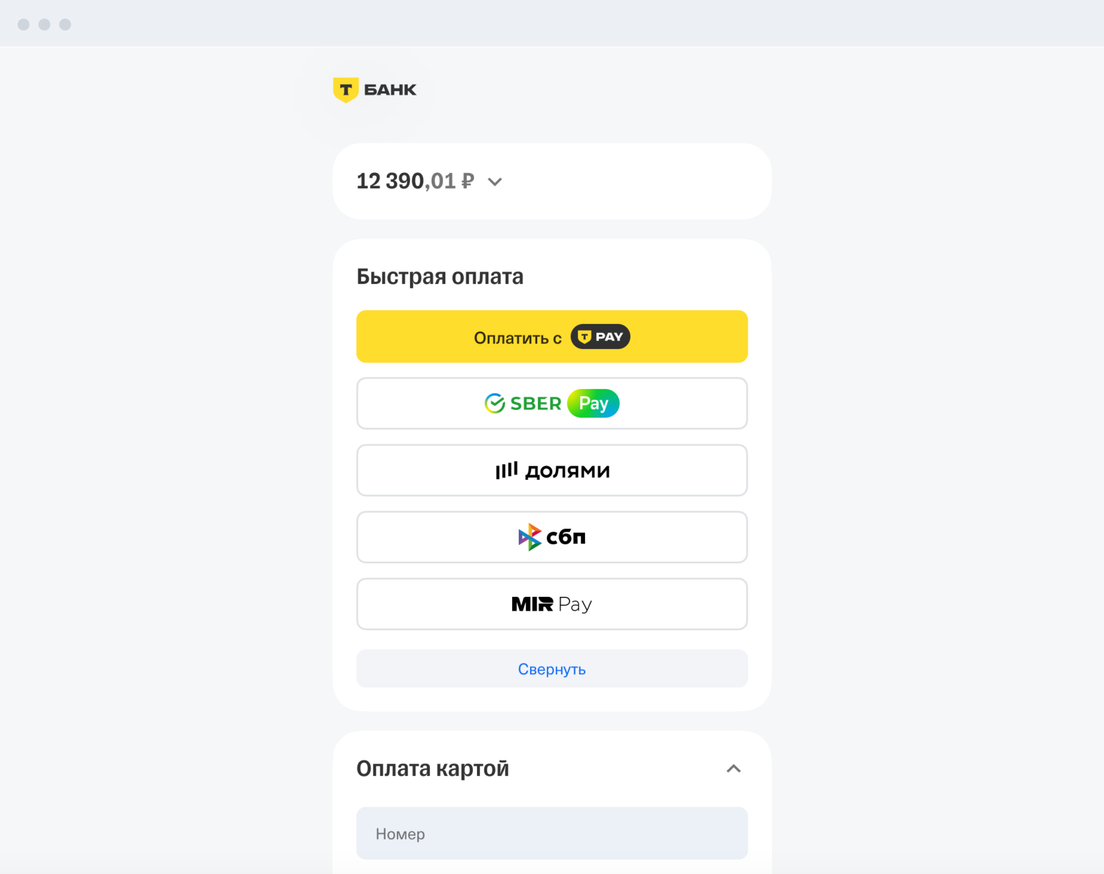 Т БАНК
12 390,01 ₽
Быстрая оплата
Оплатить с Т PAY
SBER Pay
долями
сбп
MIR Pay
Свернуть
Оплата картой
Номер